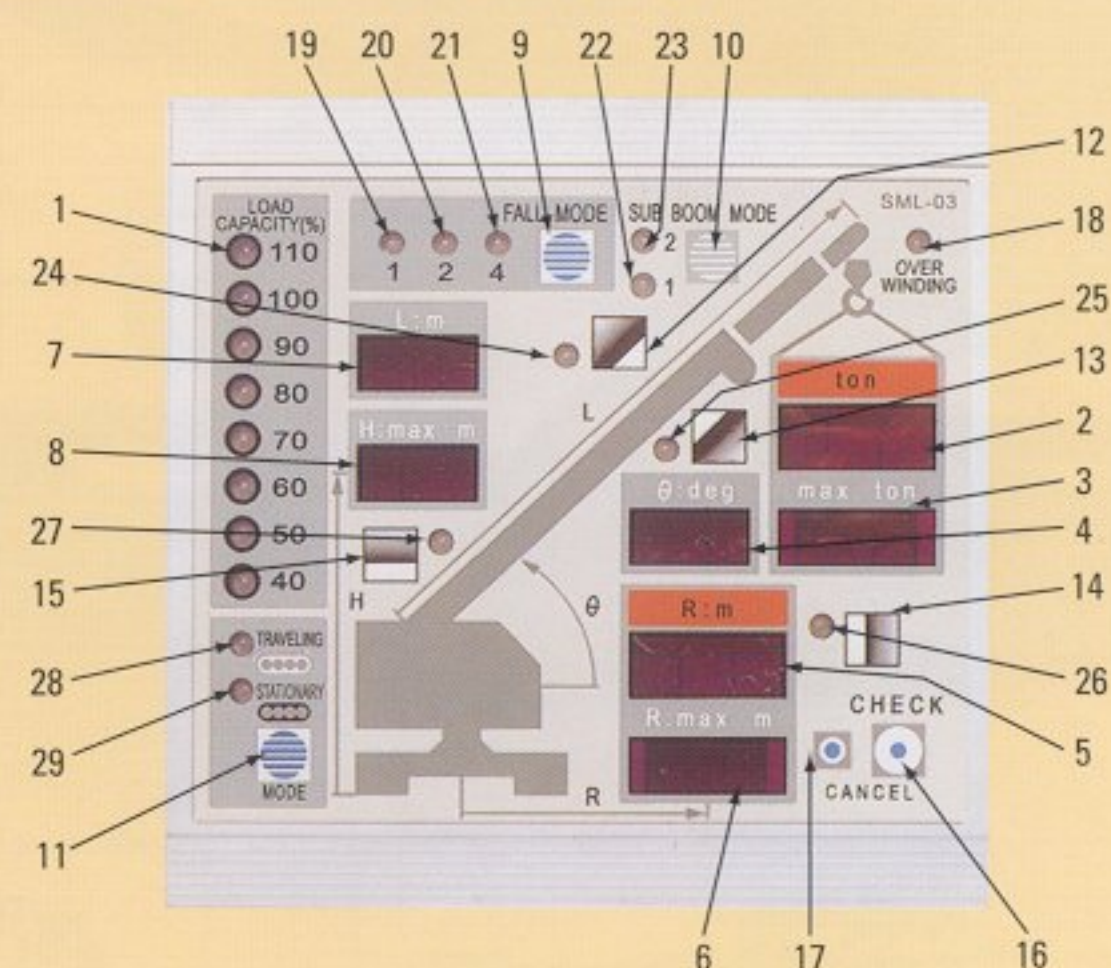 19 20 21 9 22 23 10
12
1
24
7
8
27
15
28
29
11
18
25
13
2
3
4
14
26
5
6 17 16
LOAD
CAPACITY(%)
110
100
90
80
70
60
50
40
TRAVELING
STATIONARY
MODE
FALL MODE
1 2 4
SUB BOOM MODE
2
1
SML-03
OVER
WINDING
L:m
H:max m
L
H
θ
R
ton
max ton
θ:deg
R:m
R:max m
CHECK
CANCEL